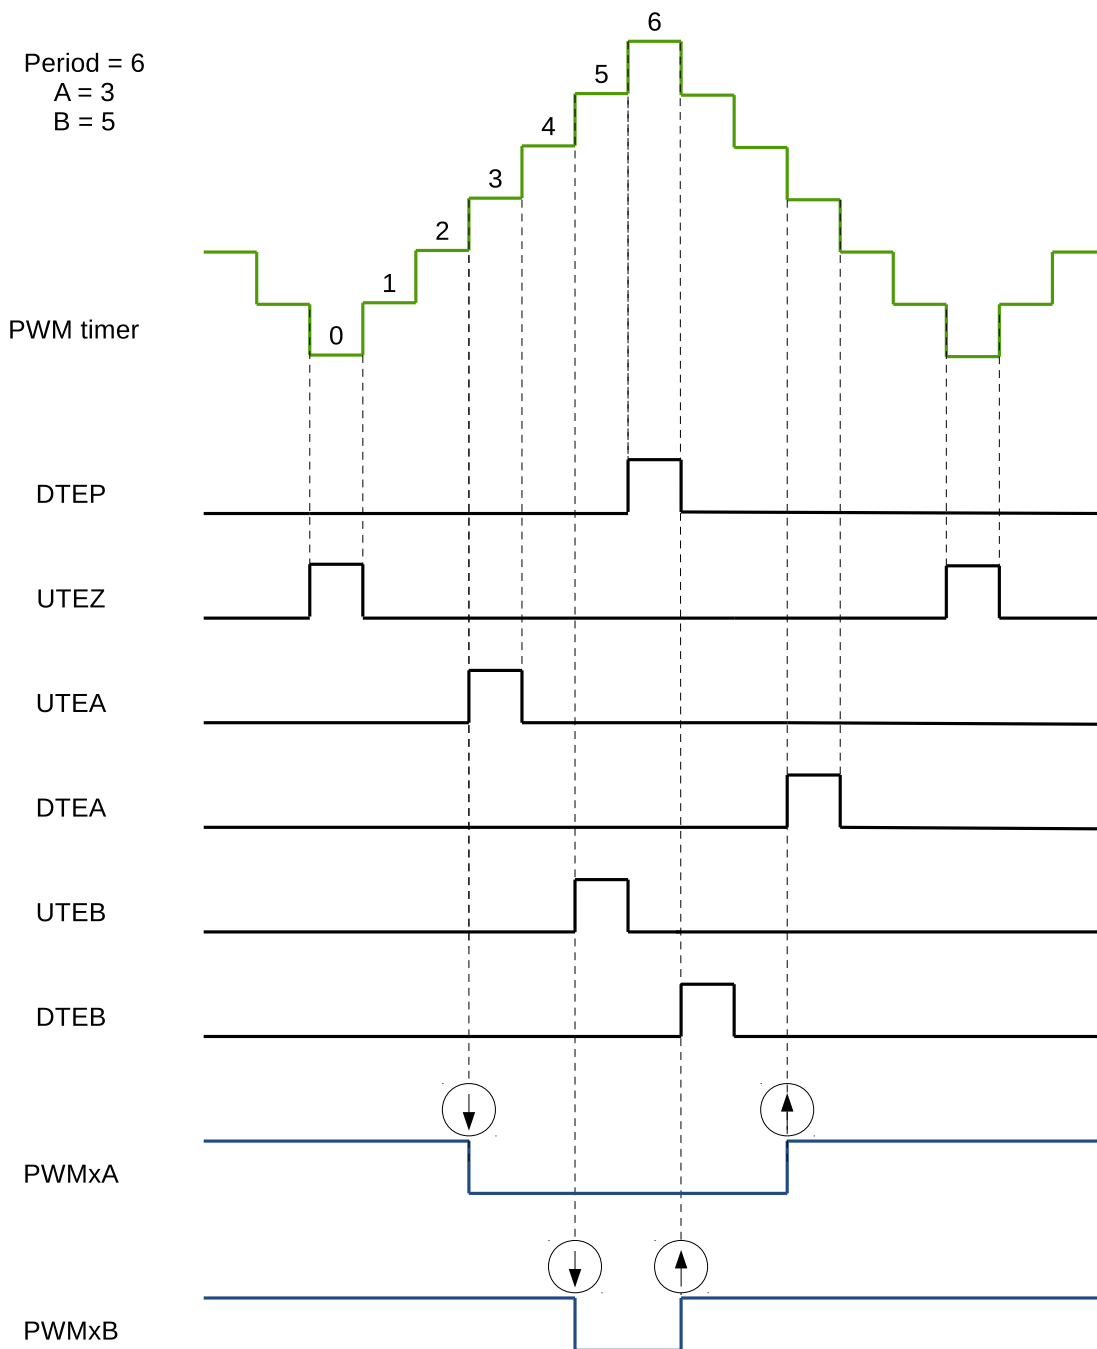 6
Period = 6
A = 3
B = 5
5
4
3
2
1
0
PWM timer
DTEP
UTEZ
UTEA
DTEA
UTEB
DTEB
PWMxA
PWMxB